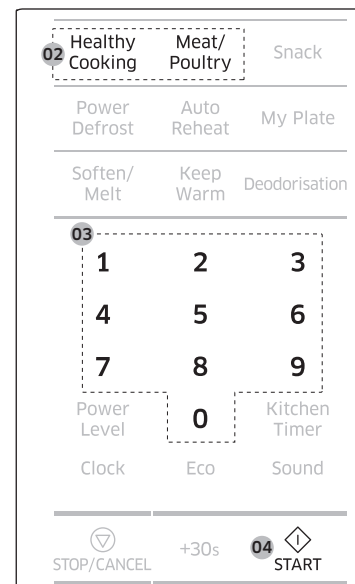 02 Healthy Cooking Meat/ Poultry Snack
Power Defrost Auto Reheat My Plate
Soften/ Melt Keep Warm Deodorisation
03
1 2 3
4 5 6
7 8 9
Power Level 0 Kitchen Timer
Clock Eco Sound
STOP/CANCEL +30s 04 START